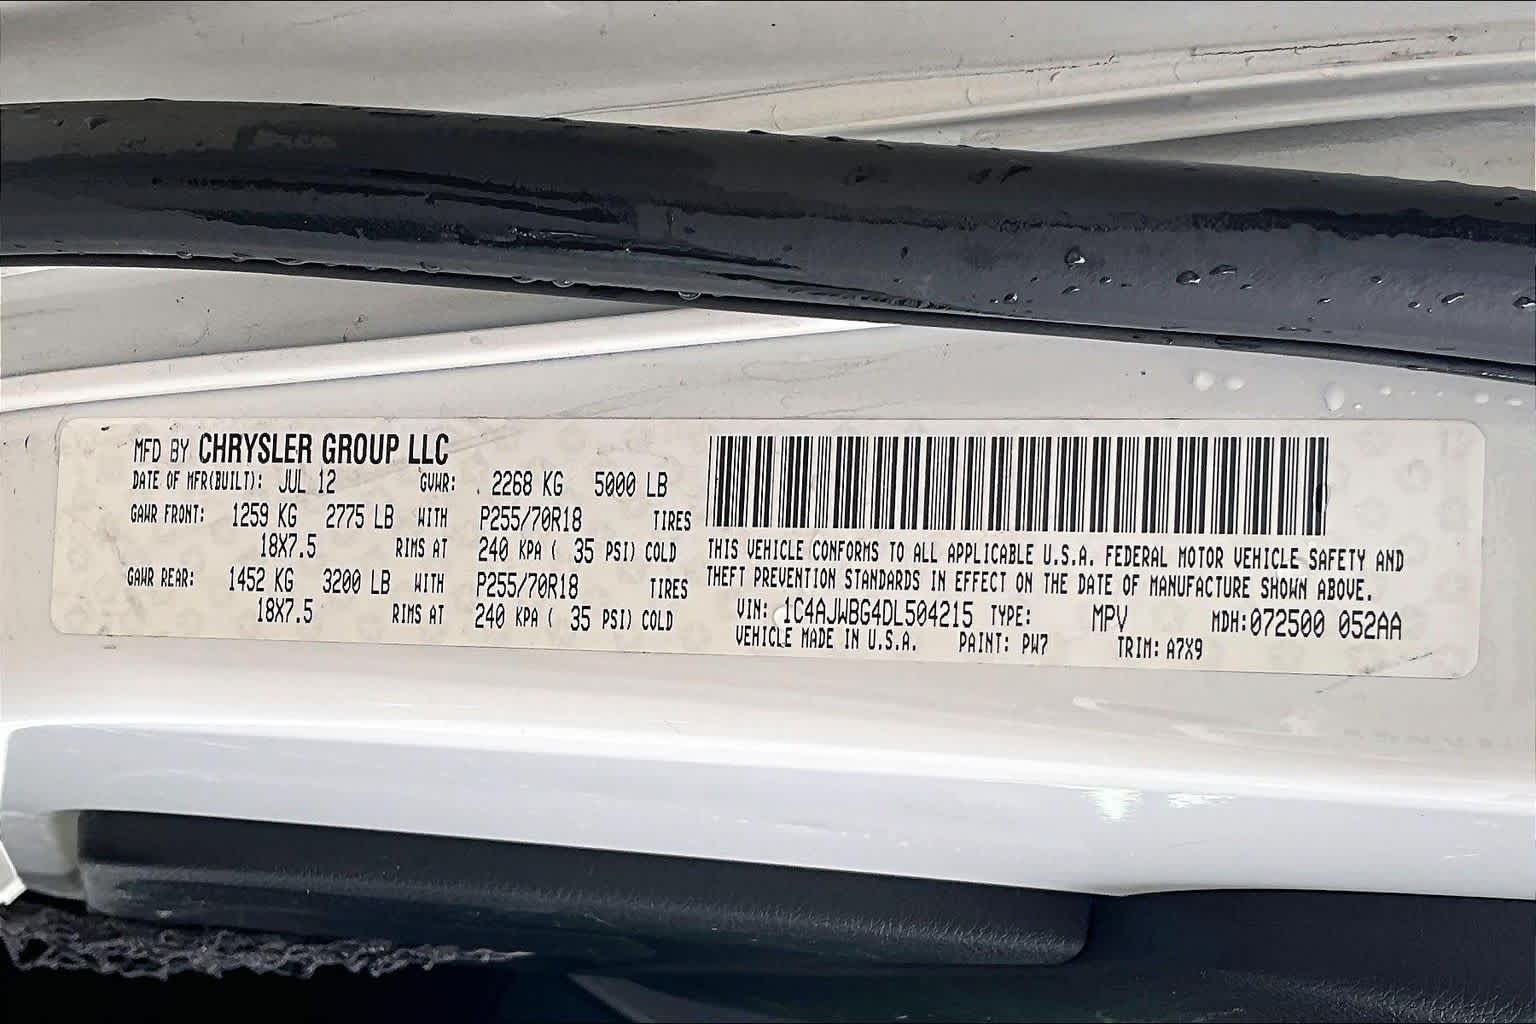 MFD BY CHRYSLER GROUP LLC
DATE OF MFR(BUILT): JUL 12 GVWR: 2268 KG 5000 LB
GAWR FRONT: 1259 KG 2775 LB WITH P255/70R18 TIRES
18X7.5 RIMS AT 240 KPA ( 35 PSI) COLD
GAWR REAR: 1452 KG 3200 LB WITH P255/70R18 TIRES
18X7.5 RIMS AT 240 KPA ( 35 PSI) COLD
THIS VEHICLE CONFORMS TO ALL APPLICABLE U.S.A. FEDERAL MOTOR VEHICLE SAFETY AND
THEFT PREVENTION STANDARDS IN EFFECT ON THE DATE OF MANUFACTURE SHOWN ABOVE.
VIN: 1C4AJWBG4DL504215 TYPE: MPV MDH:072500 052AA
VEHICLE MADE IN U.S.A. PAINT: PW7 TRIM: A7X9